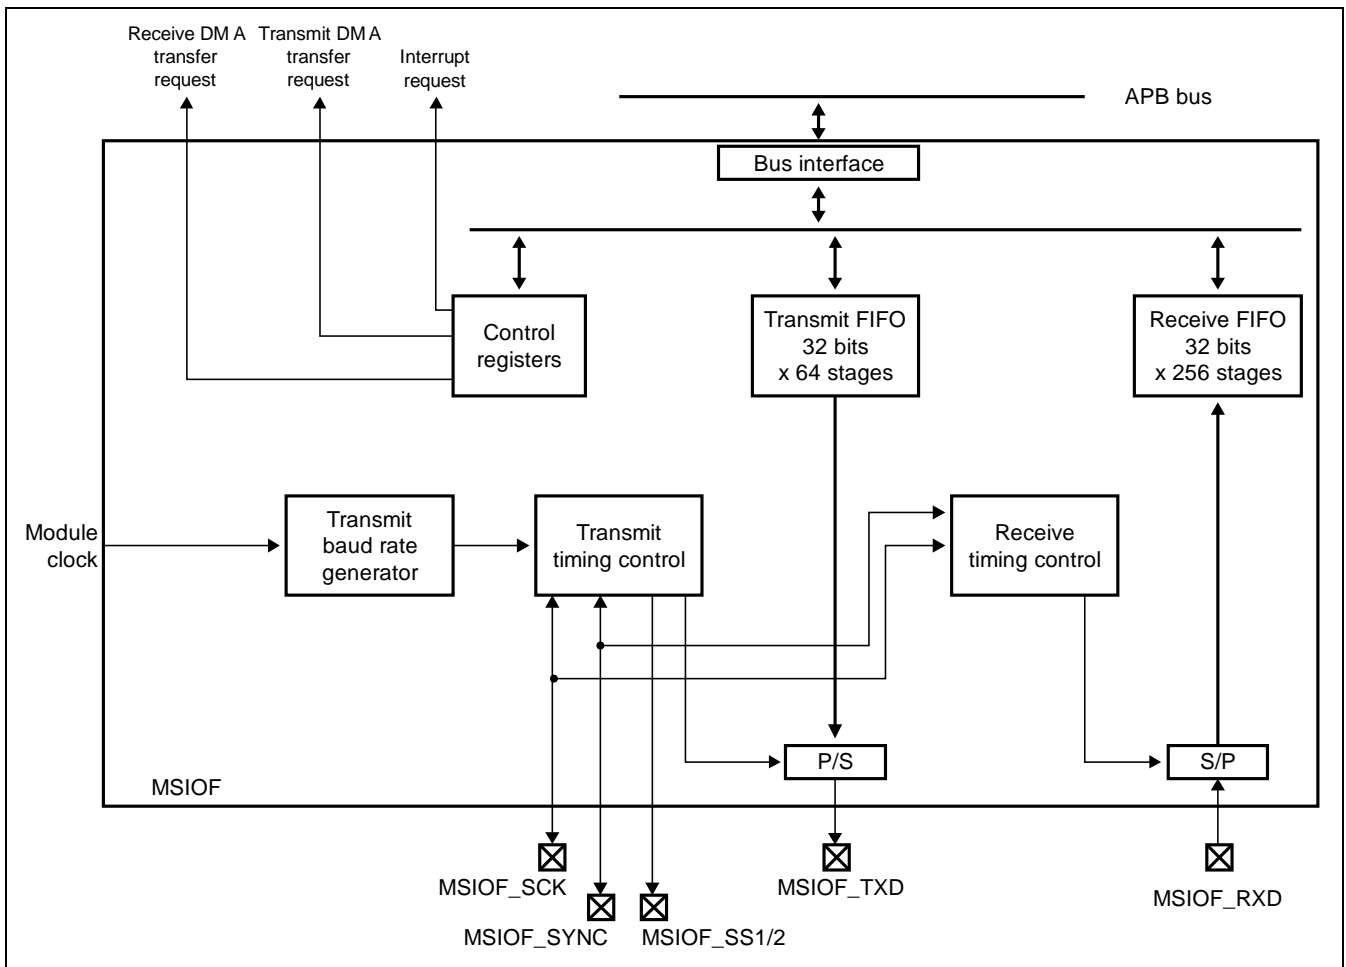 Receive DMA
transfer
request
Transmit DMA
transfer
request
Interrupt
request
APB bus
Bus interface
Control
registers
Transmit FIFO
32 bits
x 64 stages
Receive FIFO
32 bits
x 256 stages
Module
clock
Transmit
baud rate
generator
Transmit
timing control
Receive
timing control
P/S
S/P
MSIOF
MSIOF_SCK
MSIOF_TXD
MSIOF_RXD
MSIOF_SYNC
MSIOF_SS1/2